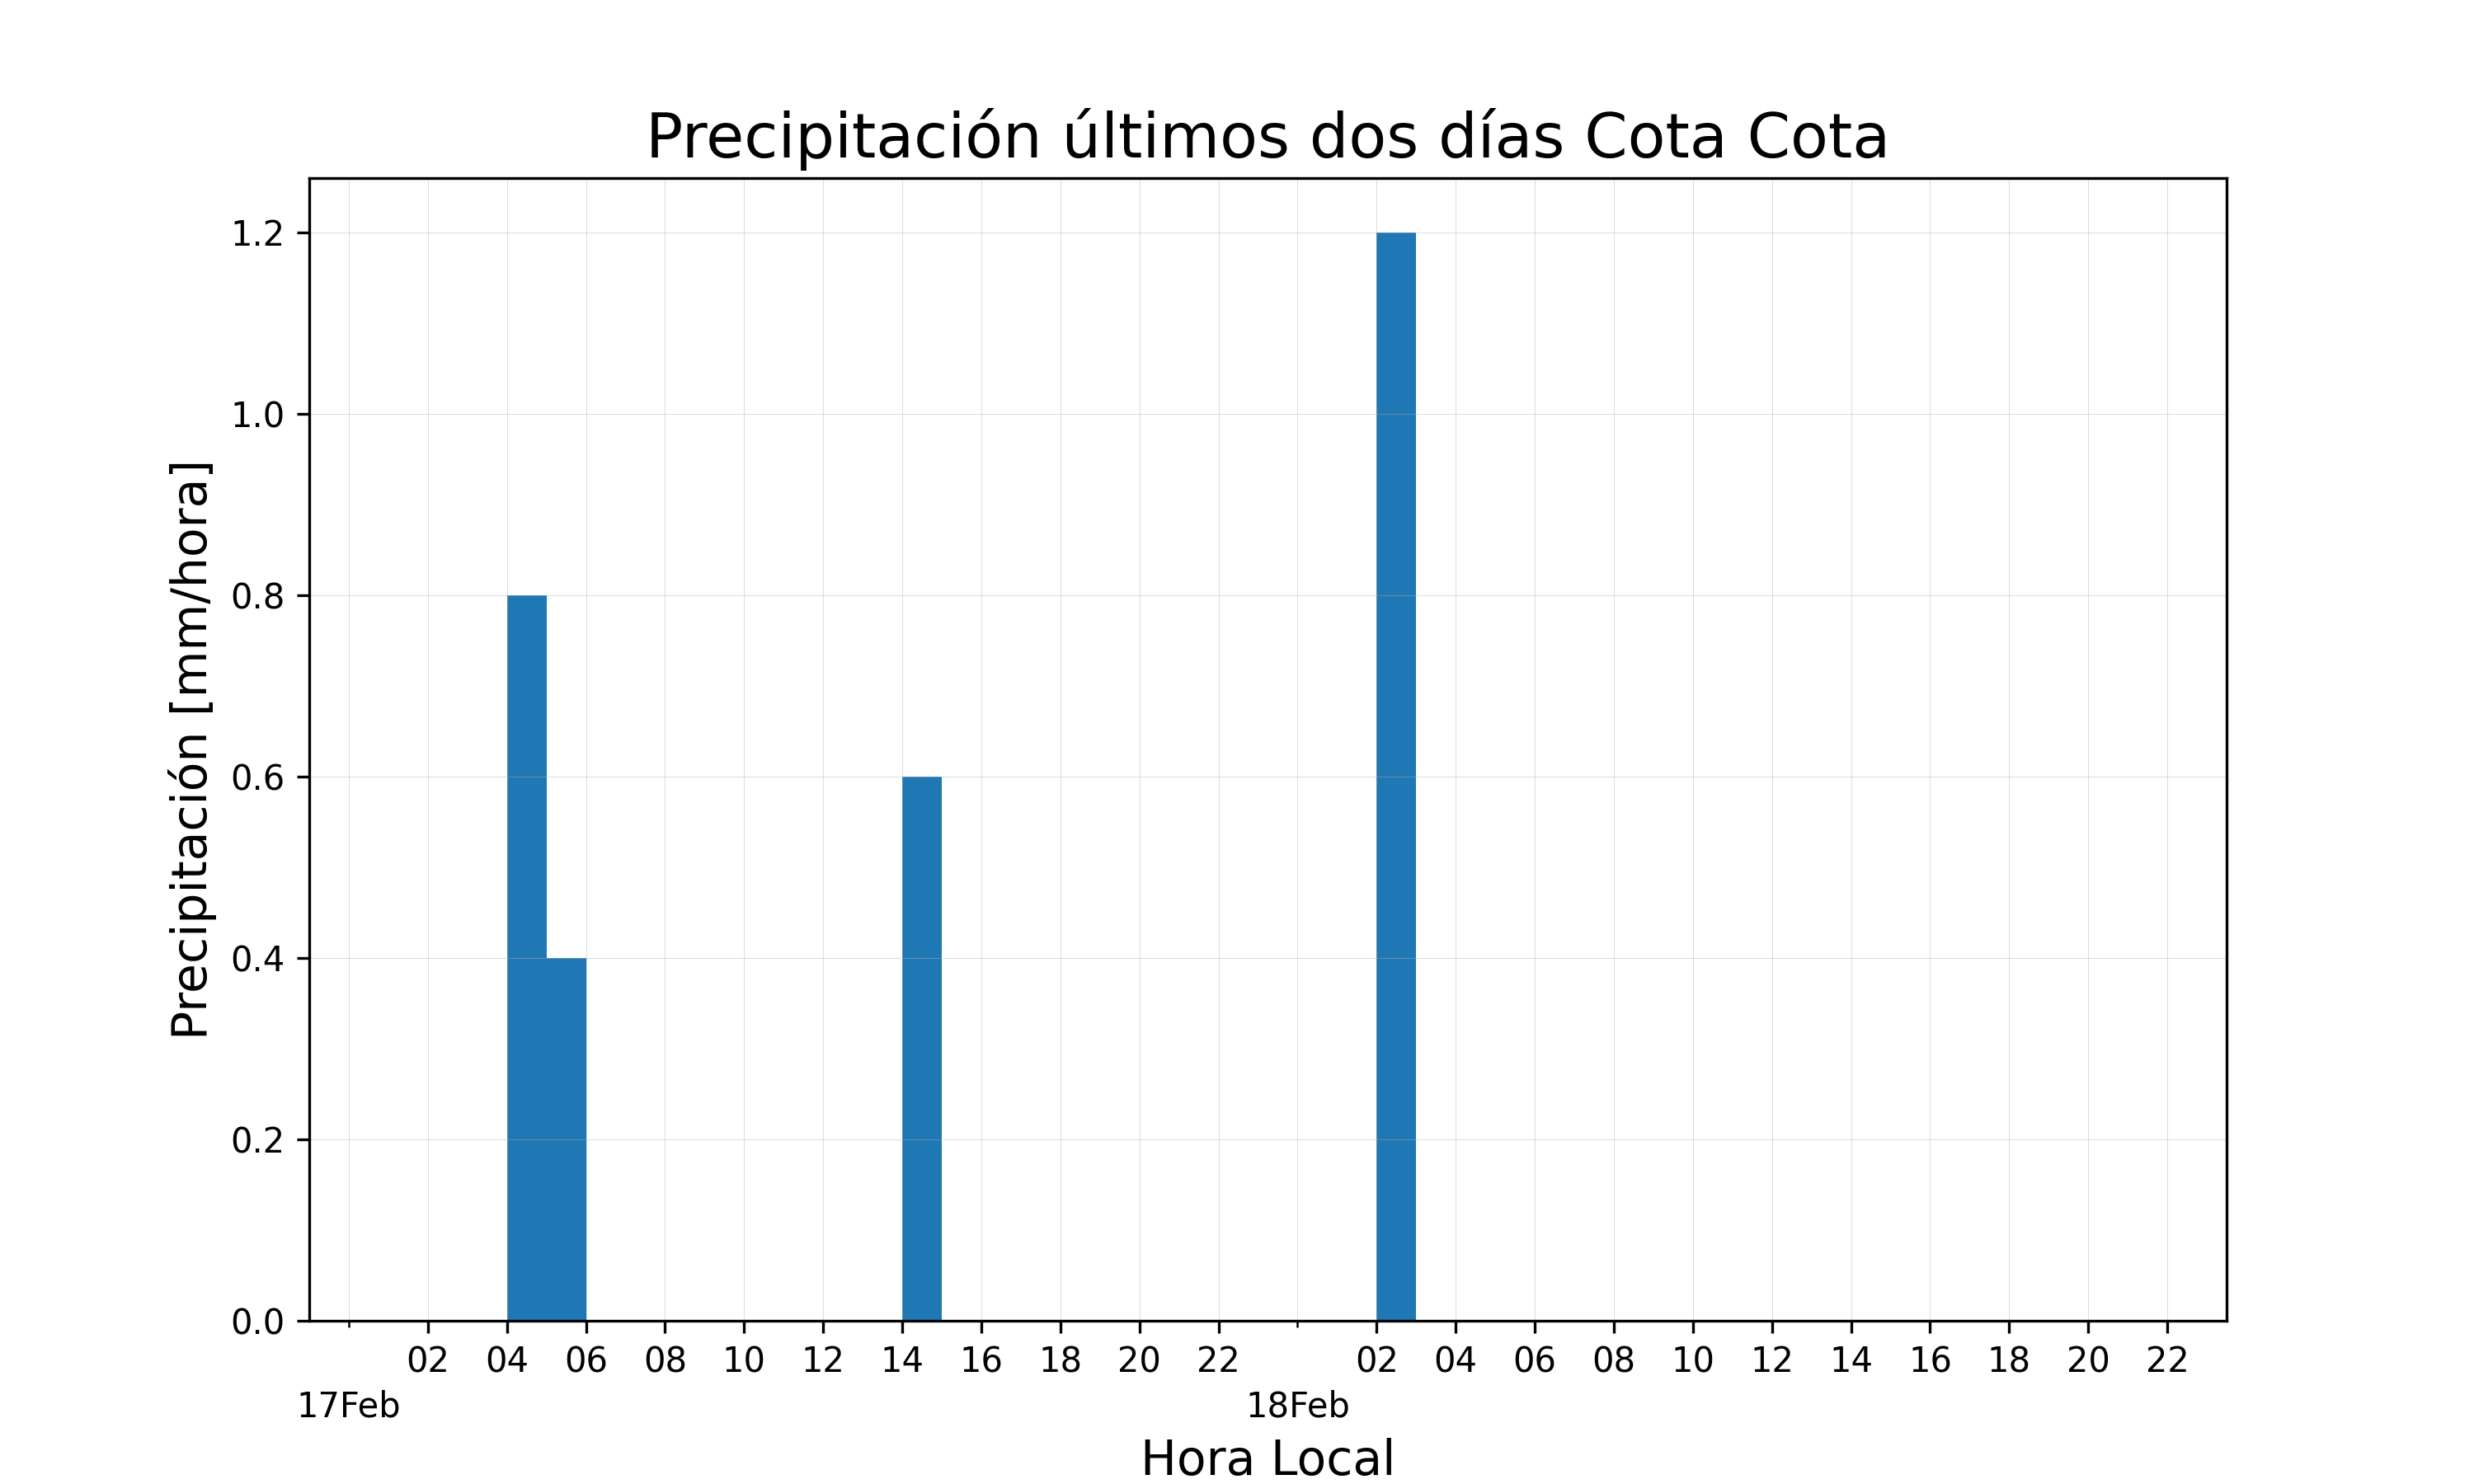 Precipitación últimos dos días Cota Cota
Precipitación [mm/hora]
1.2
1.0
0.8
0.6
0.4
0.2
0.0
02 04 06 08 10 12 14 16 18 20 22 02 04 06 08 10 12 14 16 18 20 22
17Feb 18Feb
Hora Local